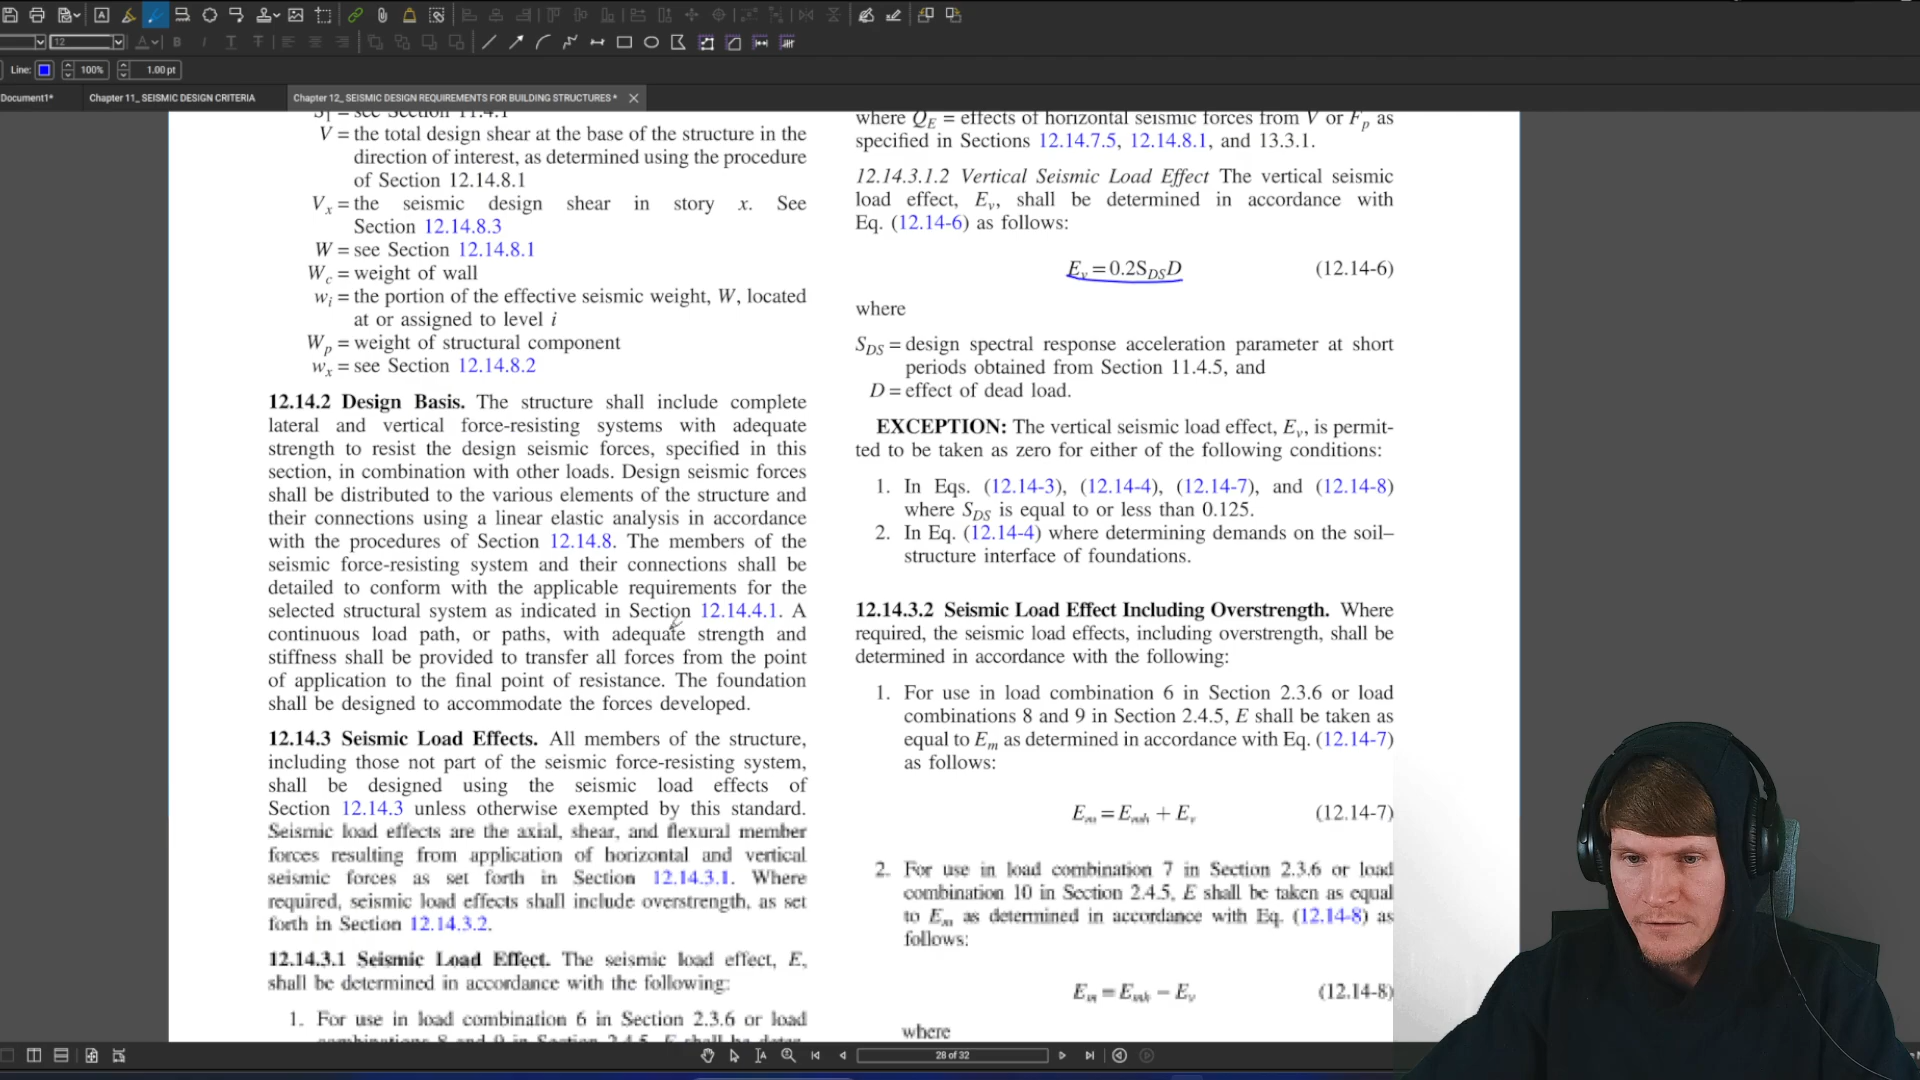 12
Line:
100%
1.00 pt
Document1*
Chapter 11_ SEISMIC DESIGN CRITERIA
Chapter 12_ SEISMIC DESIGN REQUIREMENTS FOR BUILDING STRUCTURES *
S1 = see Section 11.4.1
V = the total design shear at the base of the structure in the
direction of interest, as determined using the procedure
of Section 12.14.8.1
Vx = the seismic design shear in story x. See
Section 12.14.8.3
W = see Section 12.14.8.1
Wc = weight of wall
wi = the portion of the effective seismic weight, W, located
at or assigned to level i
Wp = weight of structural component
wx = see Section 12.14.8.2
12.14.2 Design Basis. The structure shall include complete
lateral and vertical force-resisting systems with adequate
strength to resist the design seismic forces, specified in this
section, in combination with other loads. Design seismic forces
shall be distributed to the various elements of the structure and
their connections using a linear elastic analysis in accordance
with the procedures of Section 12.14.8. The members of the
seismic force-resisting system and their connections shall be
detailed to conform with the applicable requirements for the
selected structural system as indicated in Section 12.14.4.1. A
continuous load path, or paths, with adequate strength and
stiffness shall be provided to transfer all forces from the point
of application to the final point of resistance. The foundation
shall be designed to accommodate the forces developed.
12.14.3 Seismic Load Effects. All members of the structure,
including those not part of the seismic force-resisting system,
shall be designed using the seismic load effects of
Section 12.14.3 unless otherwise exempted by this standard.
Seismic load effects are the axial, shear, and flexural member
forces resulting from application of horizontal and vertical
seismic forces as set forth in Section 12.14.3.1. Where
required, seismic load effects shall include overstrength, as set
forth in Section 12.14.3.2.
12.14.3.1 Seismic Load Effect. The seismic load effect, E,
shall be determined in accordance with the following:
1. For use in load combination 6 in Section 2.3.6 or load
where QE = effects of horizontal seismic forces from V or Fp as
specified in Sections 12.14.7.5, 12.14.8.1, and 13.3.1.
12.14.3.1.2 Vertical Seismic Load Effect The vertical seismic
load effect, Ev, shall be determined in accordance with
Eq. (12.14-6) as follows:
Ev = 0.2SDSD (12.14-6)
where
SDS = design spectral response acceleration parameter at short
periods obtained from Section 11.4.5, and
D = effect of dead load.
EXCEPTION: The vertical seismic load effect, Ev, is permit-
ted to be taken as zero for either of the following conditions:
1. In Eqs. (12.14-3), (12.14-4), (12.14-7), and (12.14-8)
where SDS is equal to or less than 0.125.
2. In Eq. (12.14-4) where determining demands on the soil–
structure interface of foundations.
12.14.3.2 Seismic Load Effect Including Overstrength. Where
required, the seismic load effects, including overstrength, shall be
determined in accordance with the following:
1. For use in load combination 6 in Section 2.3.6 or load
combinations 8 and 9 in Section 2.4.5, E shall be taken as
equal to Em as determined in accordance with Eq. (12.14-7)
as follows:
Em = Emh + Ev (12.14-7)
2. For use in load combination 7 in Section 2.3.6 or load
combination 10 in Section 2.4.5, E shall be taken as equal
to Em as determined in accordance with Eq. (12.14-8) as
follows:
Em = Emh − Ev (12.14-8)
where
28 of 32